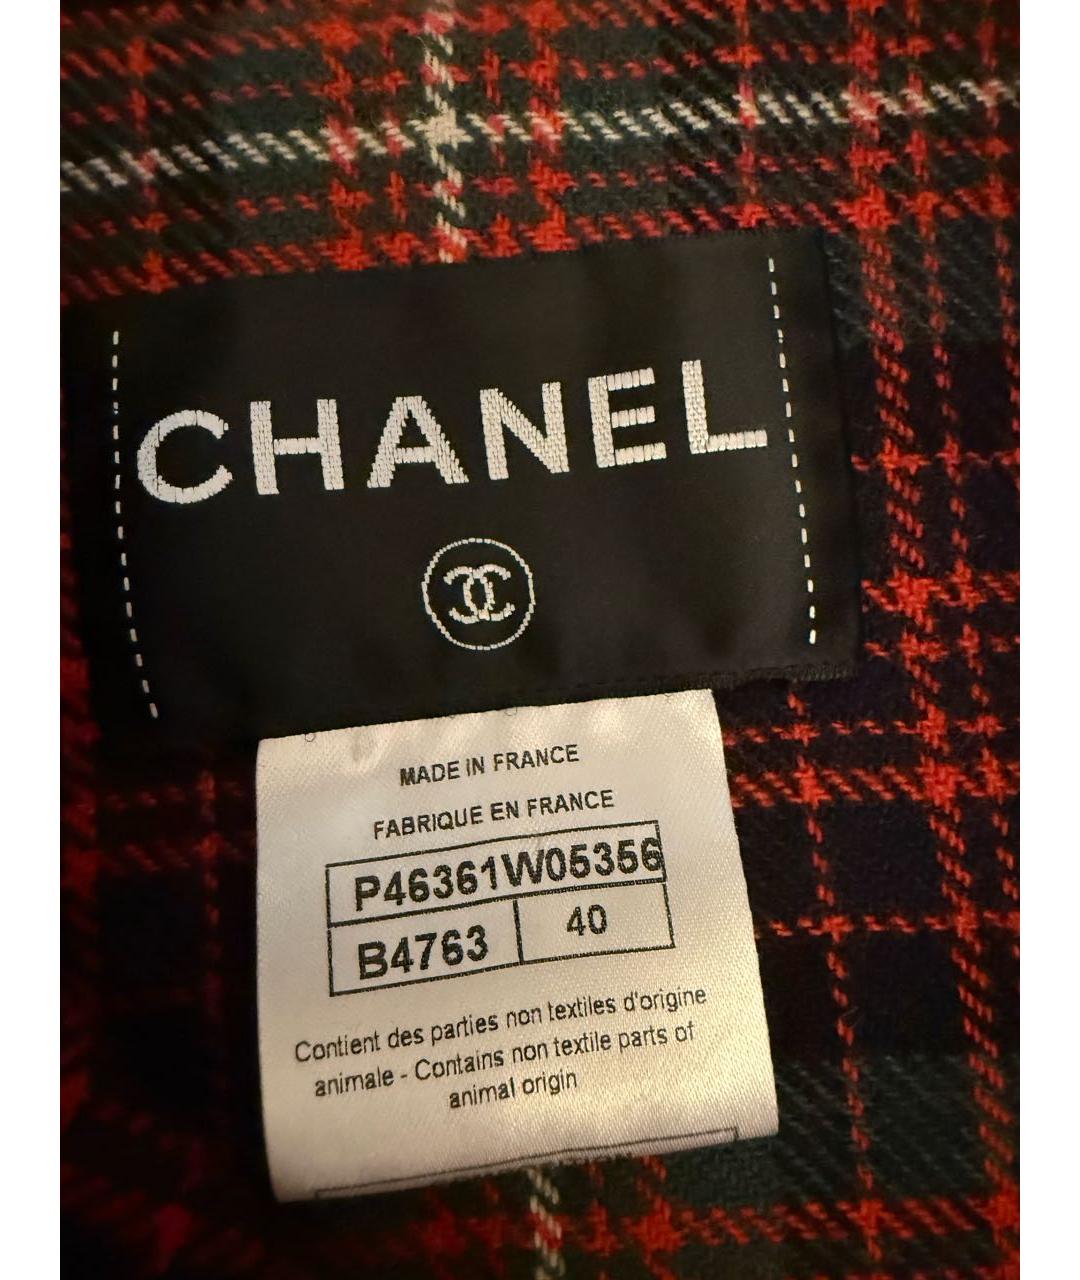 CHANEL
MADE IN FRANCE
FABRIQUE EN FRANCE
P46361W05356
B4763 40
Contient des parties non textiles d'origine
animale - Contains non textile parts of
animal origin